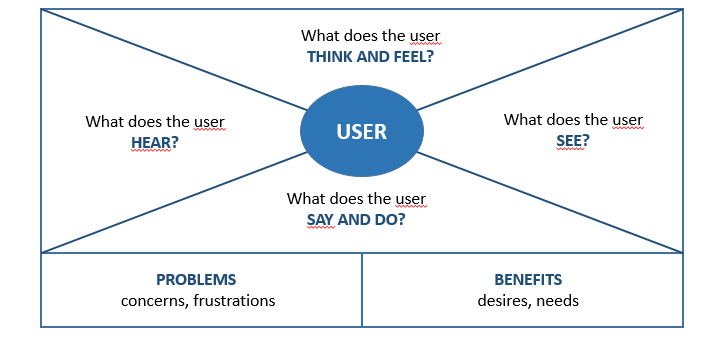 What does the user
THINK AND FEEL?
What does the user
HEAR?
USER
What does the user
SEE?
What does the user
SAY AND DO?
PROBLEMS
concerns, frustrations
BENEFITS
desires, needs